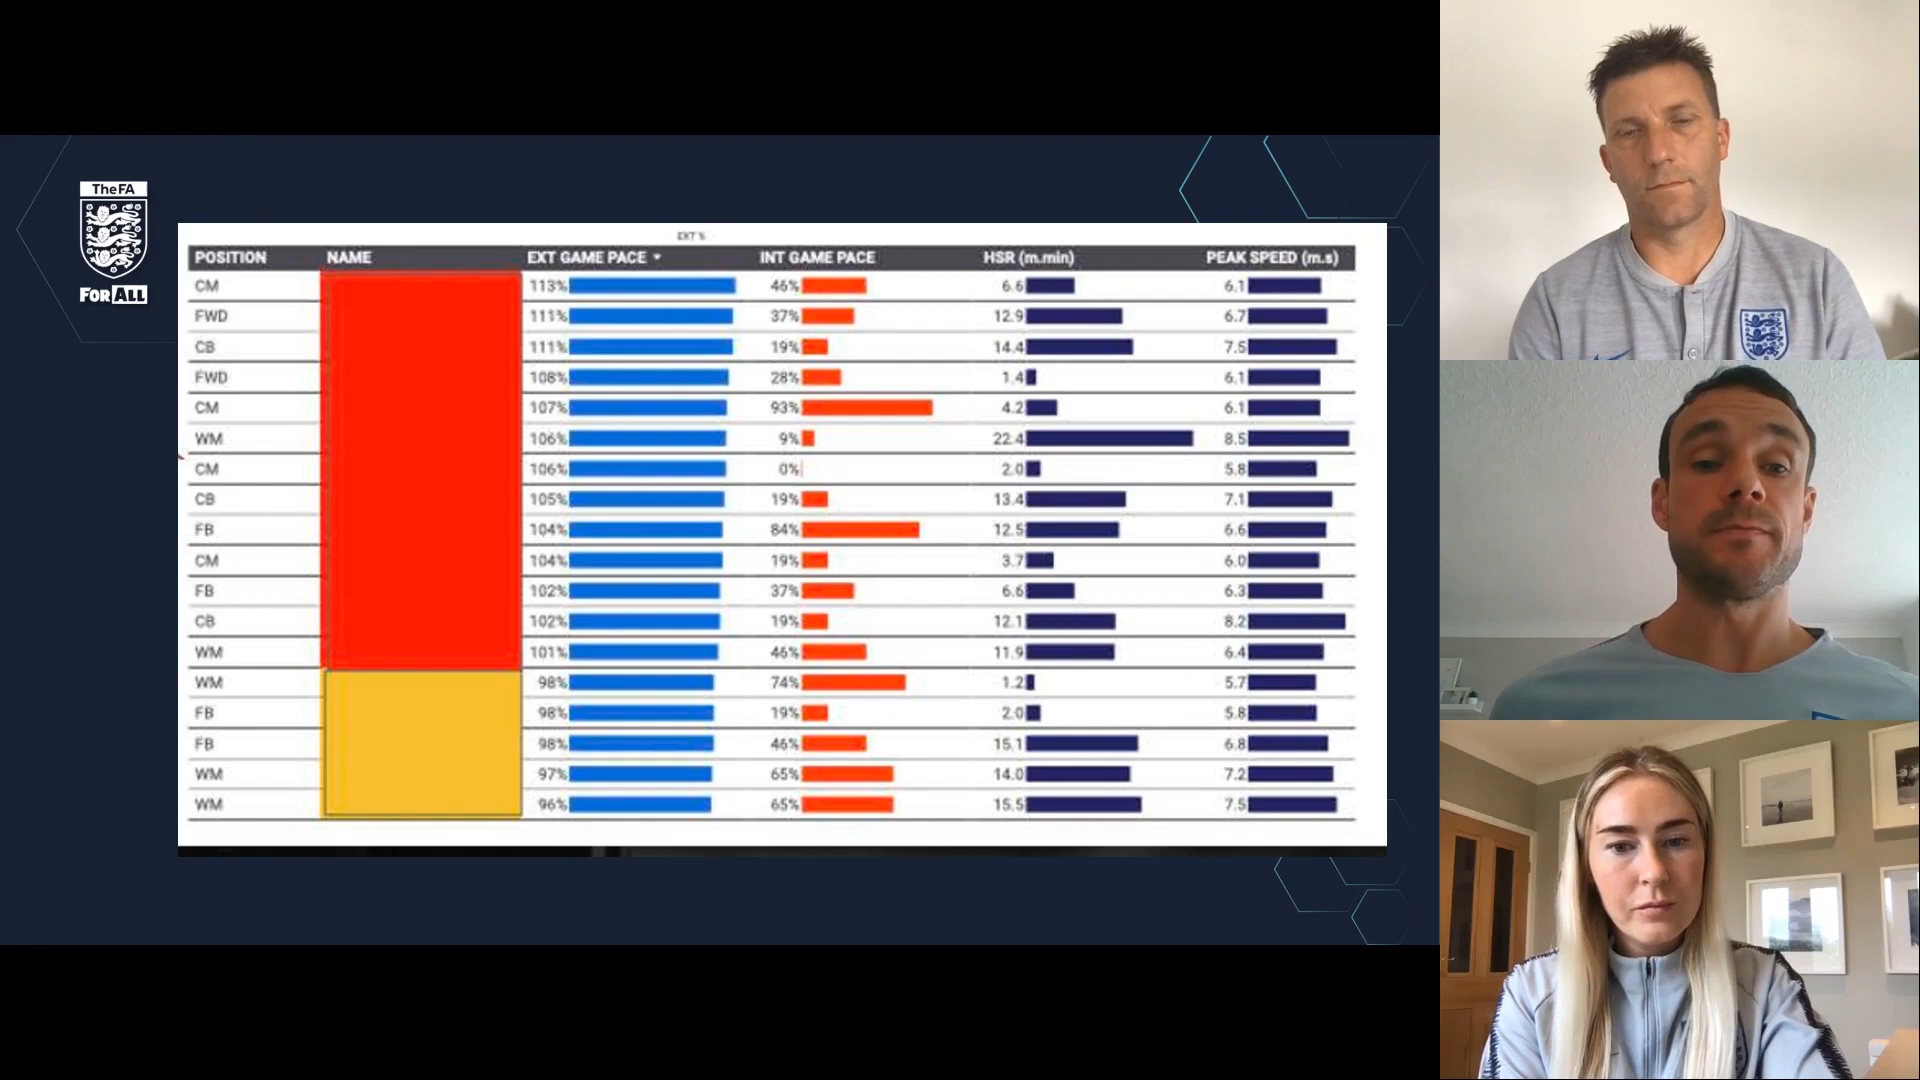 TheFA
FOR ALL
EXT %
POSITION NAME EXT GAME PACE INT GAME PACE HSR (m.min) PEAK SPEED (m.s)
CM 113% 46% 6.6 6.1
FWD 111% 37% 12.9 6.7
CB 111% 19% 14.4 7.5
FWD 108% 28% 1.4 6.1
CM 107% 93% 4.2 6.1
WM 106% 9% 22.4 8.5
CM 106% 0% 2.0 5.8
CB 105% 19% 13.4 7.1
FB 104% 84% 12.5 6.6
CM 104% 19% 3.7 6.0
FB 102% 37% 6.6 6.3
CB 102% 19% 12.1 8.2
WM 101% 46% 11.9 6.4
WM 98% 74% 1.2 5.7
FB 98% 19% 2.0 5.8
FB 98% 46% 15.1 6.8
WM 97% 65% 14.0 7.2
WM 96% 65% 15.5 7.5